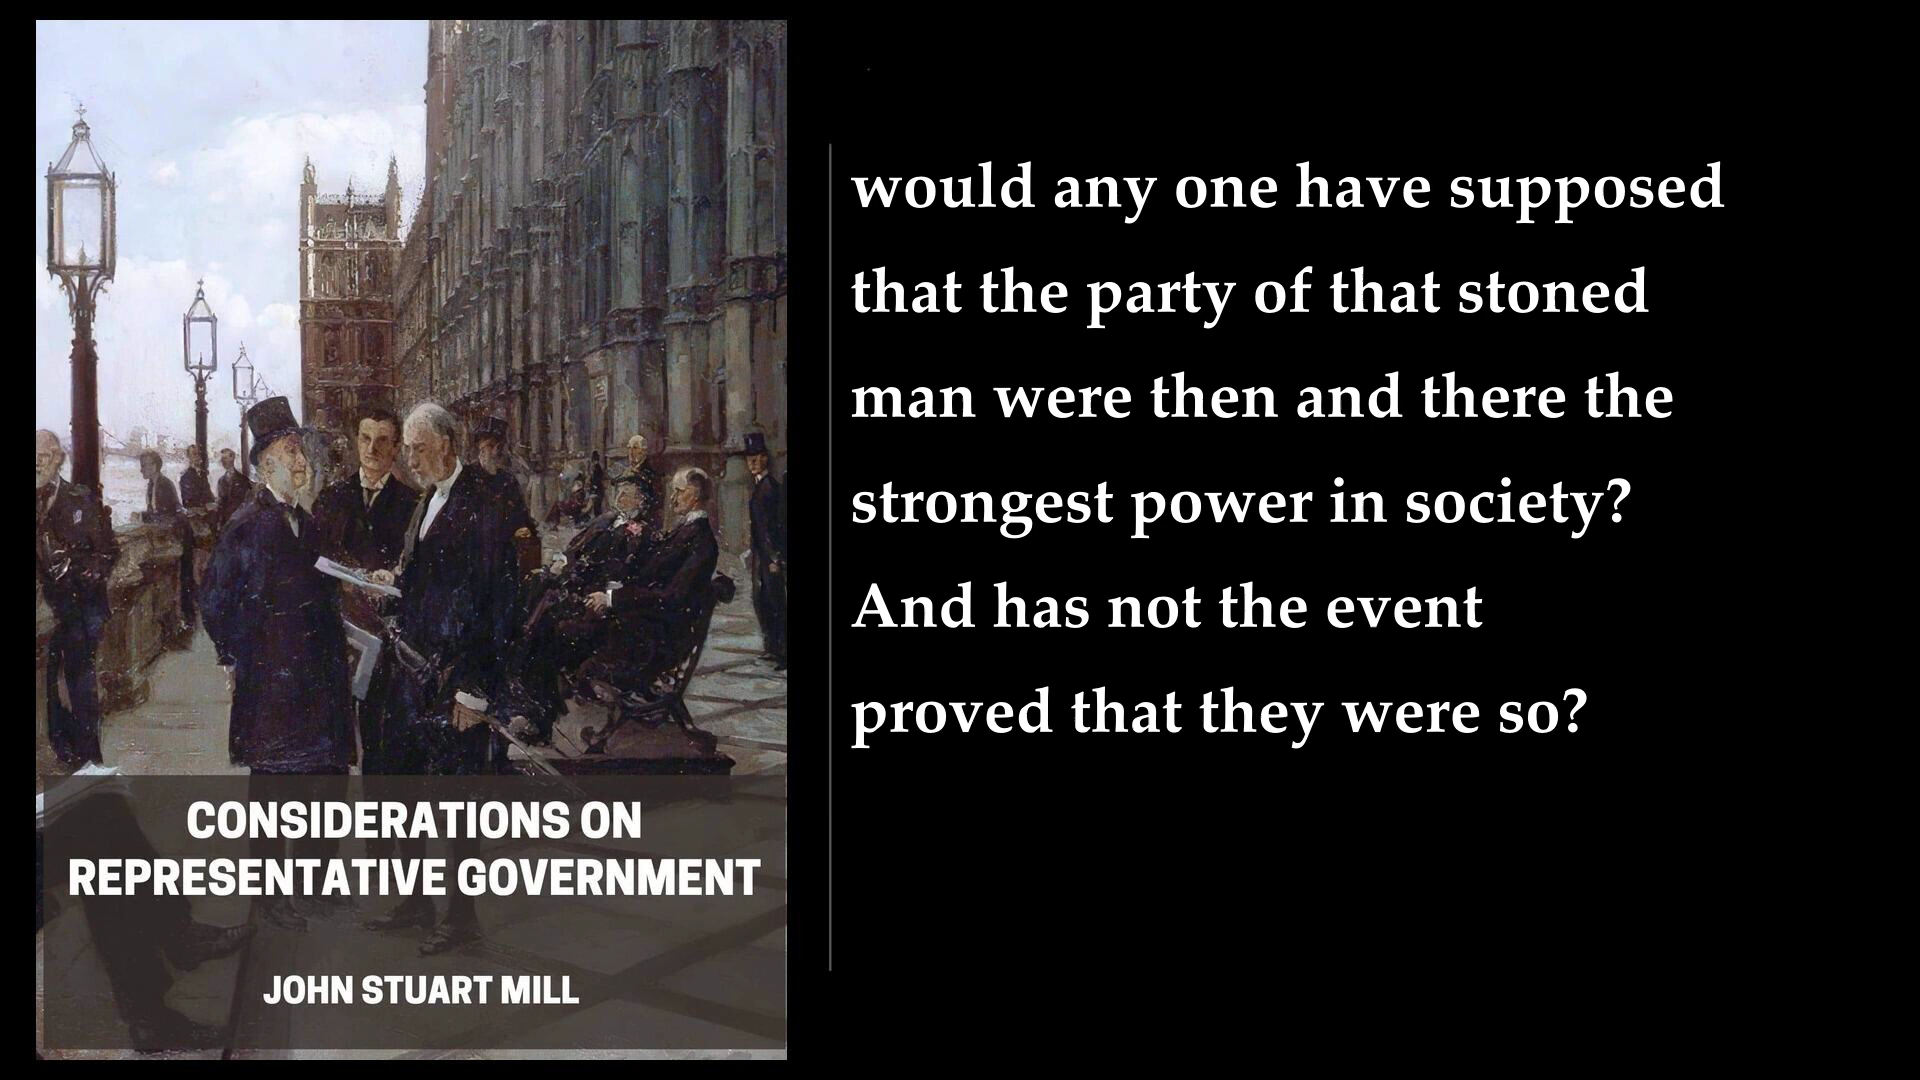 would any one have supposed
that the party of that stoned
man were then and there the
strongest power in society?
And has not the event
proved that they were so?
CONSIDERATIONS ON
REPRESENTATIVE GOVERNMENT
JOHN STUART MILL